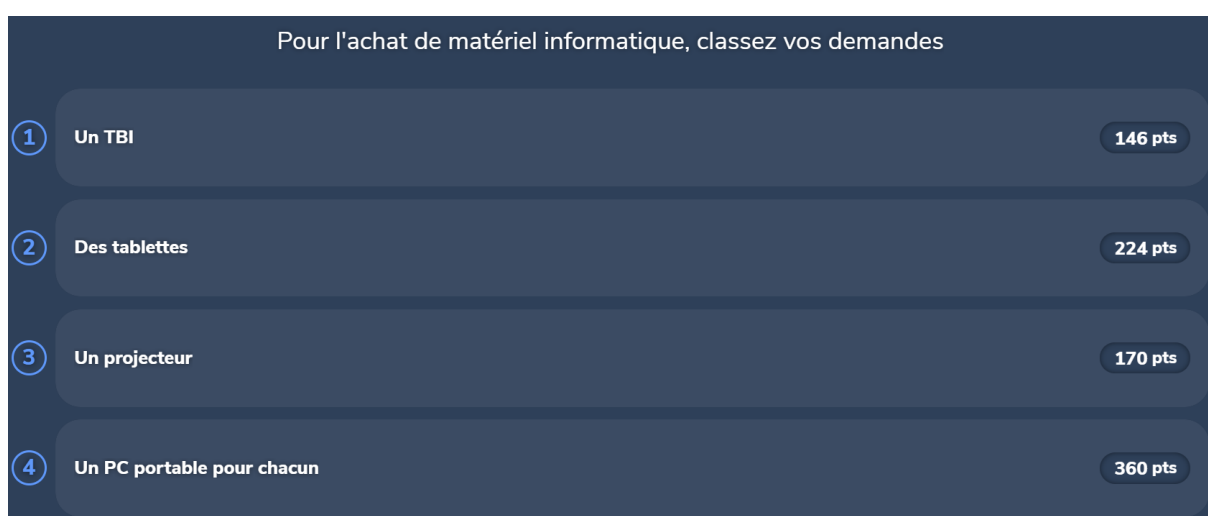 Pour l'achat de matériel informatique, classez vos demandes
1 Un TBI 146 pts
2 Des tablettes 224 pts
3 Un projecteur 170 pts
4 Un PC portable pour chacun 360 pts